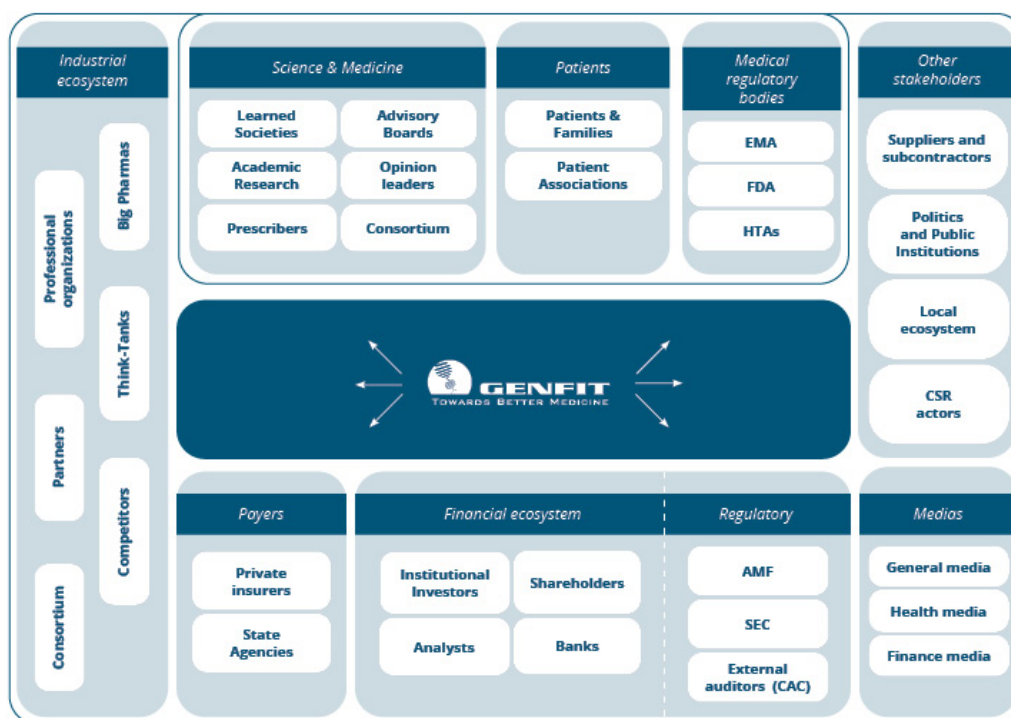 Industrial
ecosystem
Professional
organizations
Big Pharmas
Think-Tanks
Partners
Competitors
Consortium
Science & Medicine
Learned
Societies
Advisory
Boards
Academic
Research
Opinion
leaders
Prescribers
Consortium
Patients
Patients &
Families
Patient
Associations
Medical
regulatory
bodies
EMA
FDA
HTAs
Other
stakeholders
Suppliers and
subcontractors
Politics
and Public
Institutions
Local
ecosystem
CSR
actors
GENFIT
TOWARDS BETTER MEDICINE
Payers
Private
insurers
State
Agencies
Financial ecosystem
Institutional
Investors
Shareholders
Analysts
Banks
Regulatory
AMF
SEC
External
auditors (CAC)
Medias
General media
Health media
Finance media